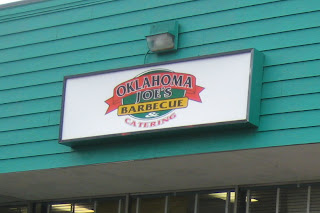 OKLAHOMA
JOE'S
BARBECUE
&
CATERING